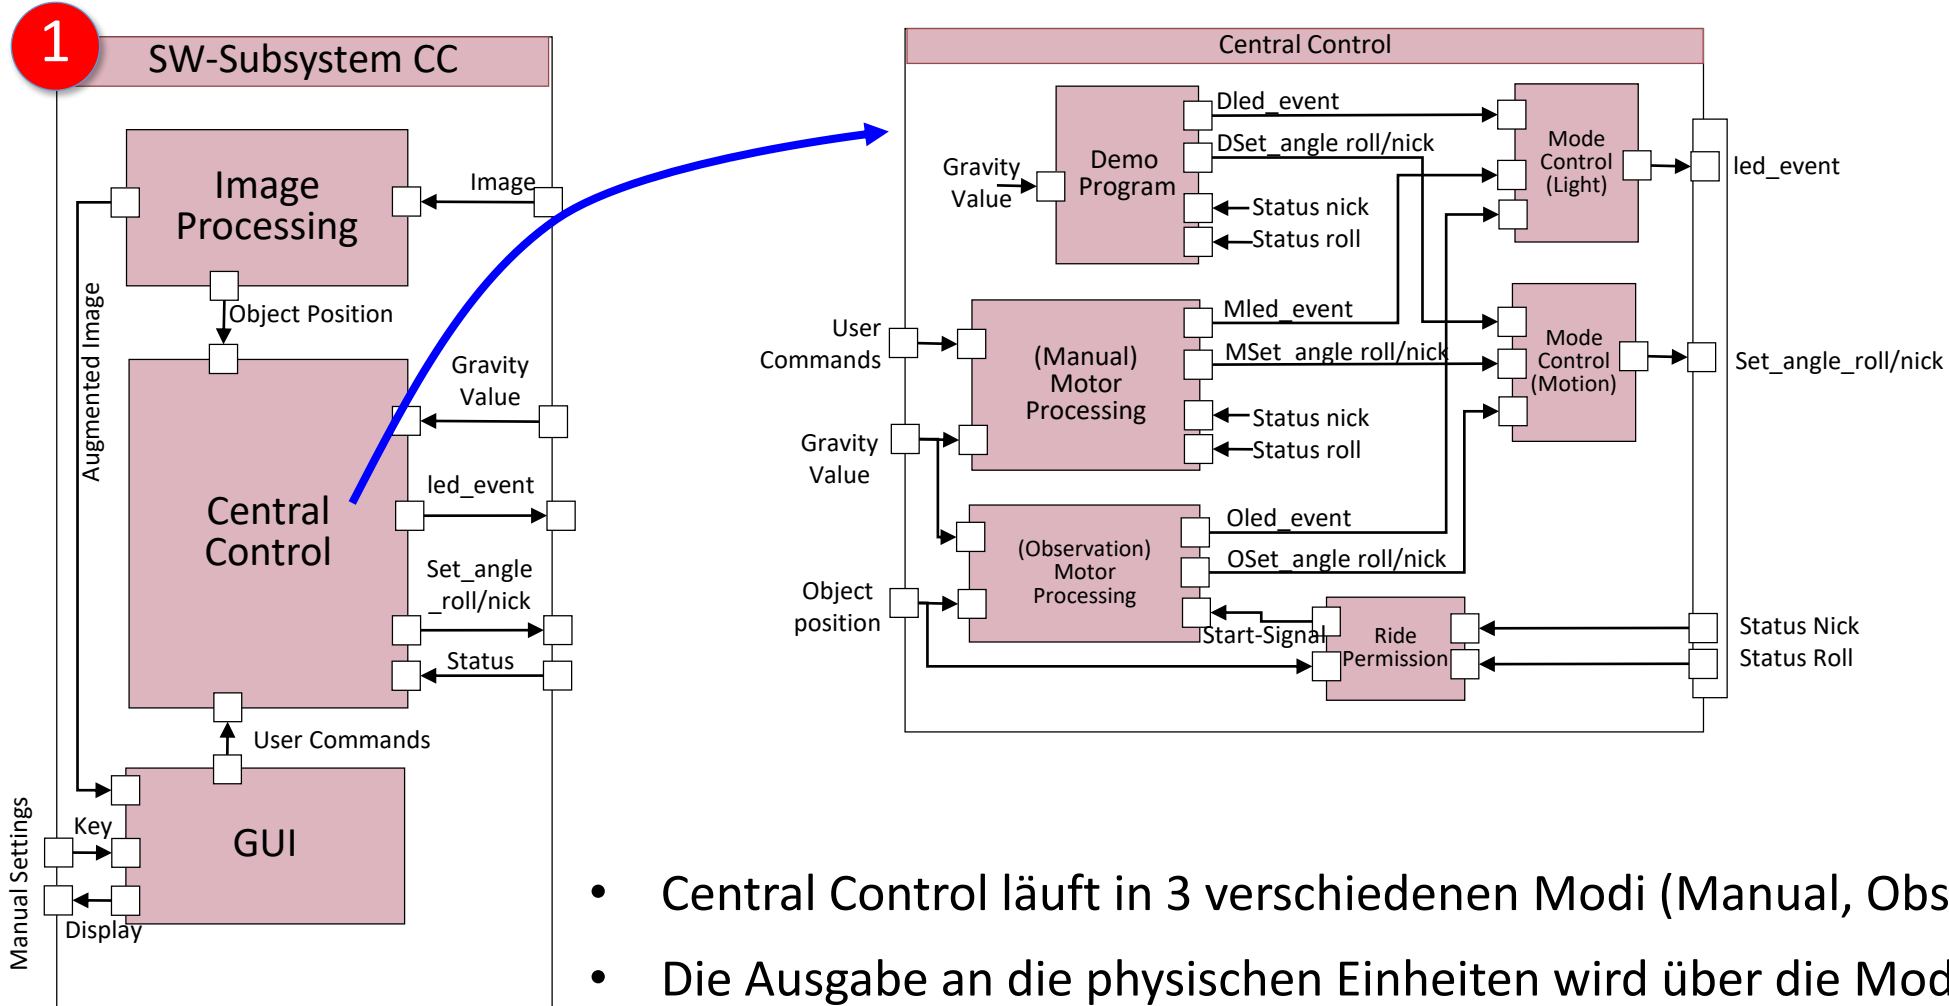 1
SW-Subsystem CC
Image
Processing
Image
Augmented Image
Object Position
Gravity
Value
Central
Control
led_event
Set_angle
_roll/nick
Status
User Commands
GUI
Manual Settings
Key
Display
Central Control
Gravity
Value
Demo
Program
Dled_event
DSet_angle roll/nick
Status nick
Status roll
Mode
Control
(Light)
led_event
User
Commands
(Manual)
Motor
Processing
Mled_event
MSet_angle roll/nick
Status nick
Status roll
Mode
Control
(Motion)
Set_angle_roll/nick
Gravity
Value
(Observation)
Motor
Processing
Oled_event
OSet_angle roll/nick
Object
position
Start-Signal
Ride
Permission
Status Nick
Status Roll
• Central Control läuft in 3 verschiedenen Modi (Manual, Obs
• Die Ausgabe an die physischen Einheiten wird über die Mod